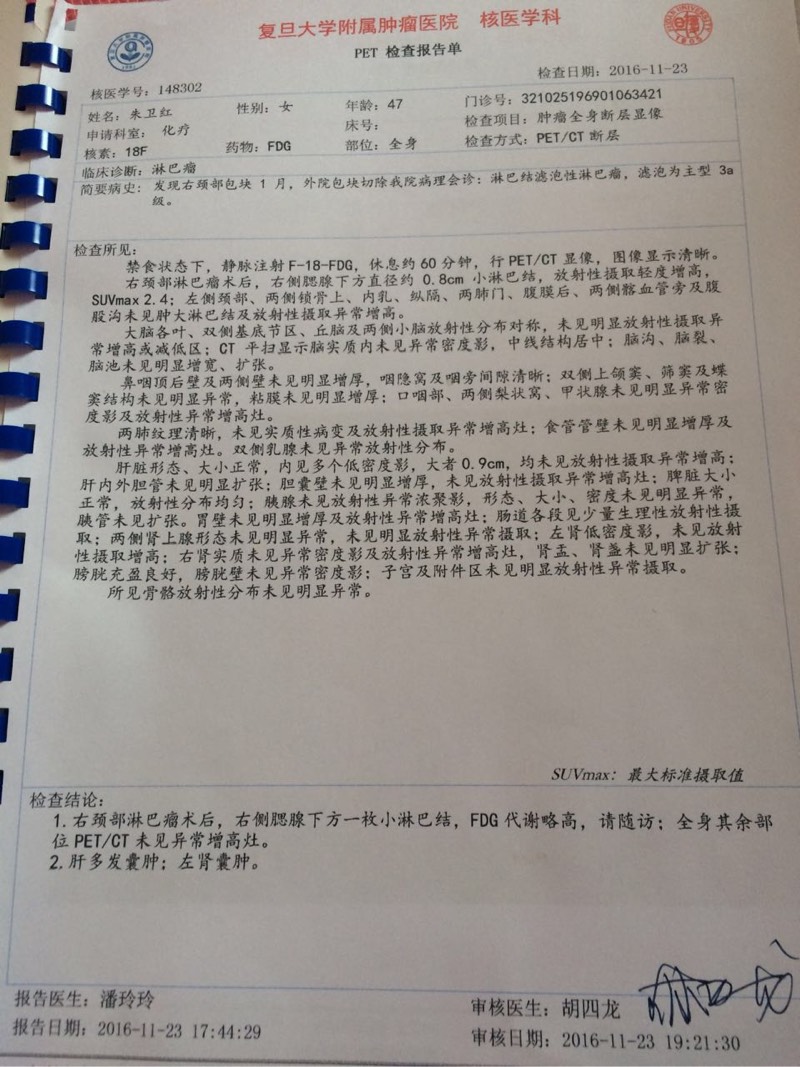 复旦大学附属肿瘤医院 核医学科
PET 检查报告单
核医学号：148302
检查日期：2016-11-23
姓名：朱卫红 性别：女 年龄：47 门诊号：321025196901063421
申请科室：化疗 床号： 检查项目：肿瘤全身断层显像
核素：18F 药物：FDG 部位：全身 检查方式：PET/CT 断层
临床诊断：淋巴瘤
简要病史：发现右颈部包块 1 月，外院包块切除我院病理会诊：淋巴结滤泡性淋巴瘤，滤泡为主型 3a
级。
检查所见：
禁食状态下，静脉注射 F-18-FDG，休息约 60 分钟，行 PET/CT 显像，图像显示清晰。
右颈部淋巴瘤术后，右侧腮腺下方直径约 0.8cm 小淋巴结，放射性摄取轻度增高，
SUVmax 2.4；左侧颈部、两侧锁骨上、内乳、纵隔、两肺门、腹膜后、两侧髂血管旁及腹
股沟未见肿大淋巴结及放射性摄取异常增高。
大脑各叶、双侧基底节区、丘脑及两侧小脑放射性分布对称，未见明显放射性摄取异
常增高或减低区；CT 平扫显示脑实质内未见异常密度影，中线结构居中；脑沟、脑裂、
脑池未见明显增宽、扩张。
鼻咽顶后壁及两侧壁未见明显增厚，咽隐窝及咽旁间隙清晰；双侧上颌窦、筛窦及蝶
窦结构未见明显异常，粘膜未见明显增厚；口咽部、两侧梨状窝、甲状腺未见明显异常密
度影及放射性异常增高灶。
两肺纹理清晰，未见实质性病变及放射性摄取异常增高灶；食管管壁未见明显增厚及
放射性异常增高灶。双侧乳腺未见异常放射性分布。
肝脏形态、大小正常，内见多个低密度影，大者 0.9cm，均未见放射性摄取异常增高；
肝内外胆管未见明显扩张；胆囊壁未见明显增厚，未见放射性摄取异常增高灶；脾脏大小
正常，放射性分布均匀；胰腺未见放射性异常浓聚影，形态、大小、密度未见明显异常，
胰管未见扩张。胃壁未见明显增厚及放射性异常增高灶；肠道各段见少量生理性放射性摄
取；两侧肾上腺形态未见明显异常，未见明显放射性异常增高灶；左肾低密度影，未见放射
性摄取增高；右肾实质未见异常密度影及放射性异常增高灶，肾盂、肾盏未见明显扩张；
膀胱充盈良好，膀胱壁未见异常密度影；子宫及附件区未见明显放射性异常摄取。
所见骨骼放射性分布未见明显异常。
SUVmax：最大标准摄取值
检查结论：
1.右颈部淋巴瘤术后，右侧腮腺下方一枚小淋巴结，FDG 代谢略高，请随访；全身其余部
位 PET/CT 未见异常增高灶。
2.肝多发囊肿；左肾囊肿。
报告医生：潘玲玲
审核医生：胡四龙
报告日期：2016-11-23 17:44:29
审核日期：2016-11-23 19:21:30